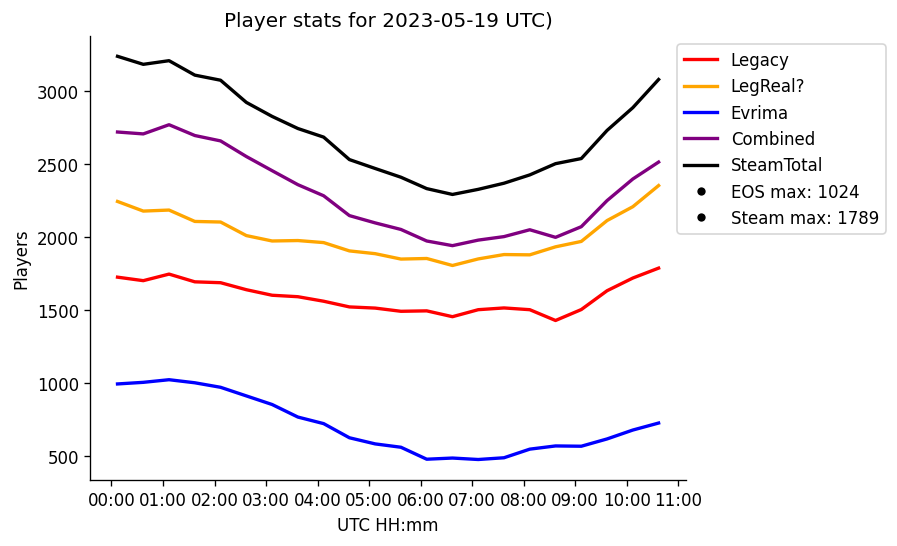 Player stats for 2023-05-19 UTC)
Legacy
LegReal?
Evrima
Combined
SteamTotal
EOS max: 1024
Steam max: 1789
Players
3000
2500
2000
1500
1000
500
00:00 01:00 02:00 03:00 04:00 05:00 06:00 07:00 08:00 09:00 10:00 11:00
UTC HH:mm